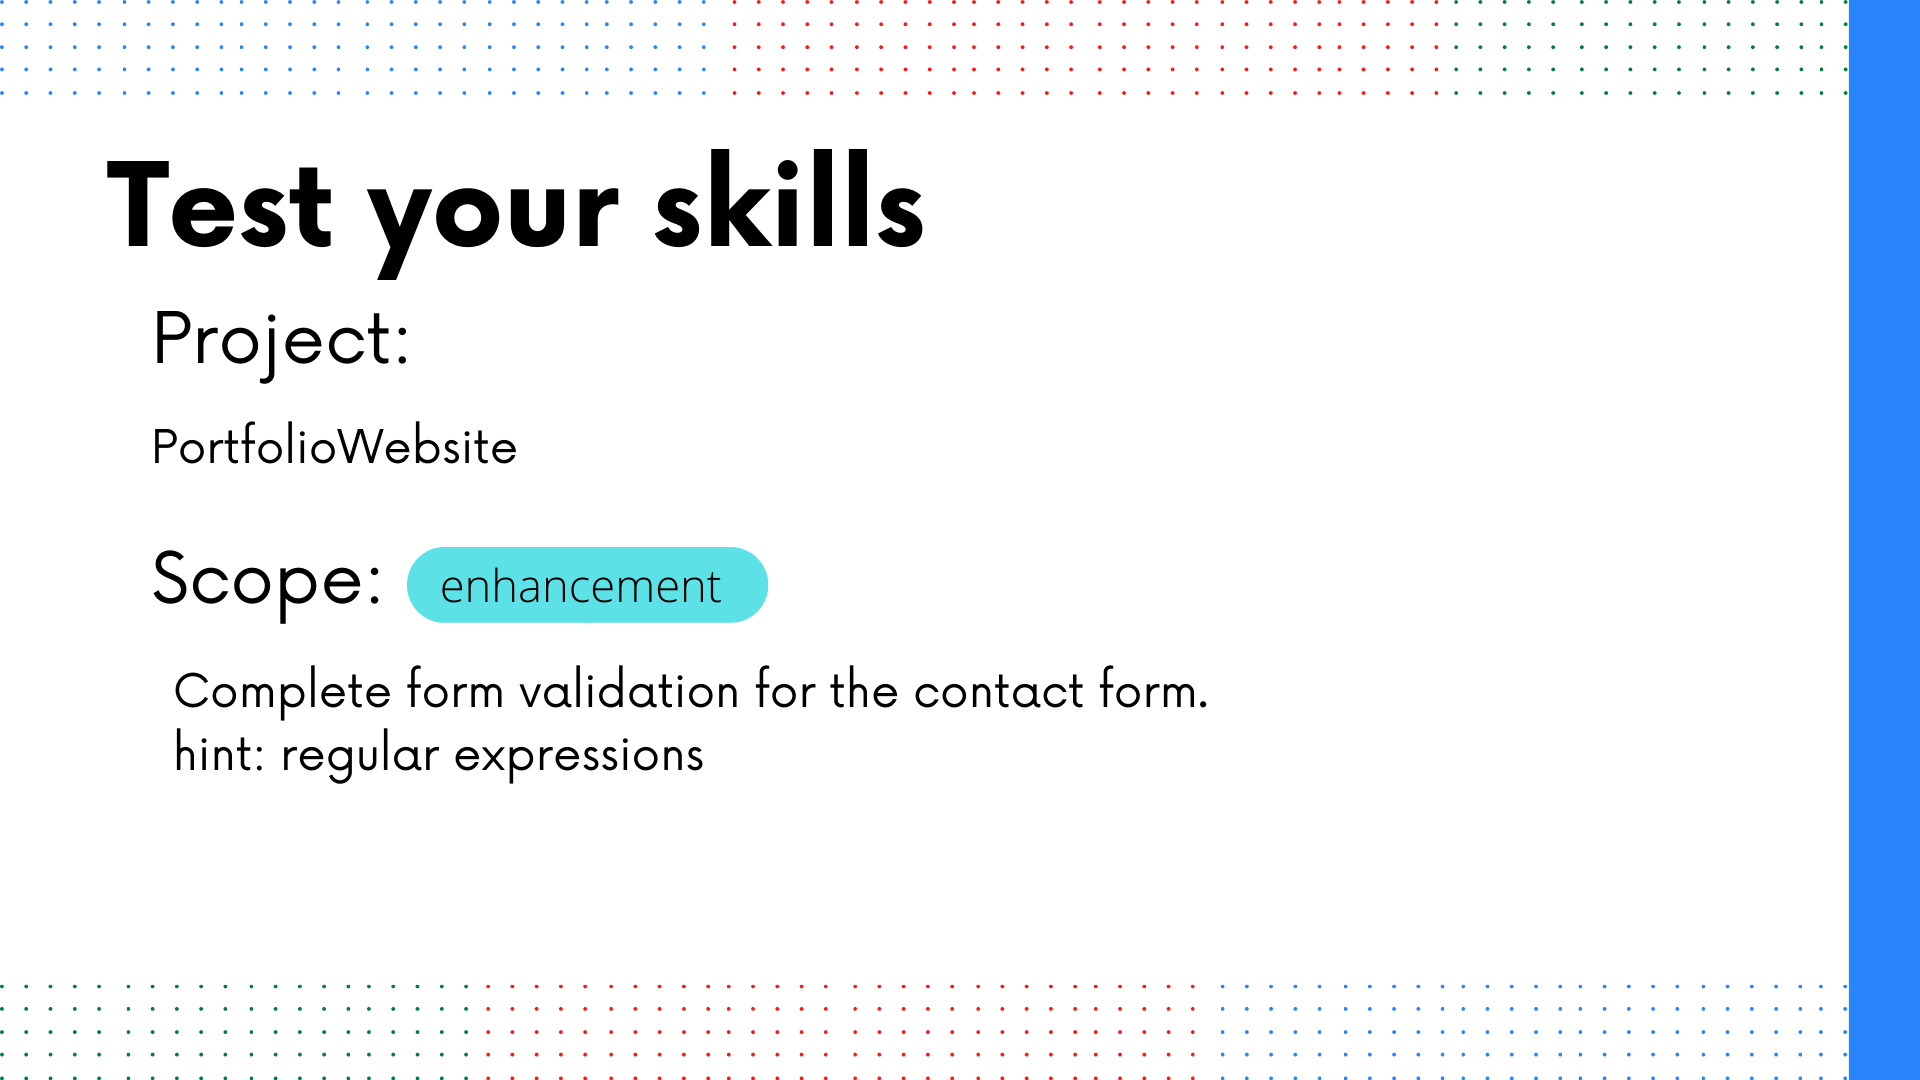 Test your skills
Project:
PortfolioWebsite
Scope: enhancement
Complete form validation for the contact form.
hint: regular expressions